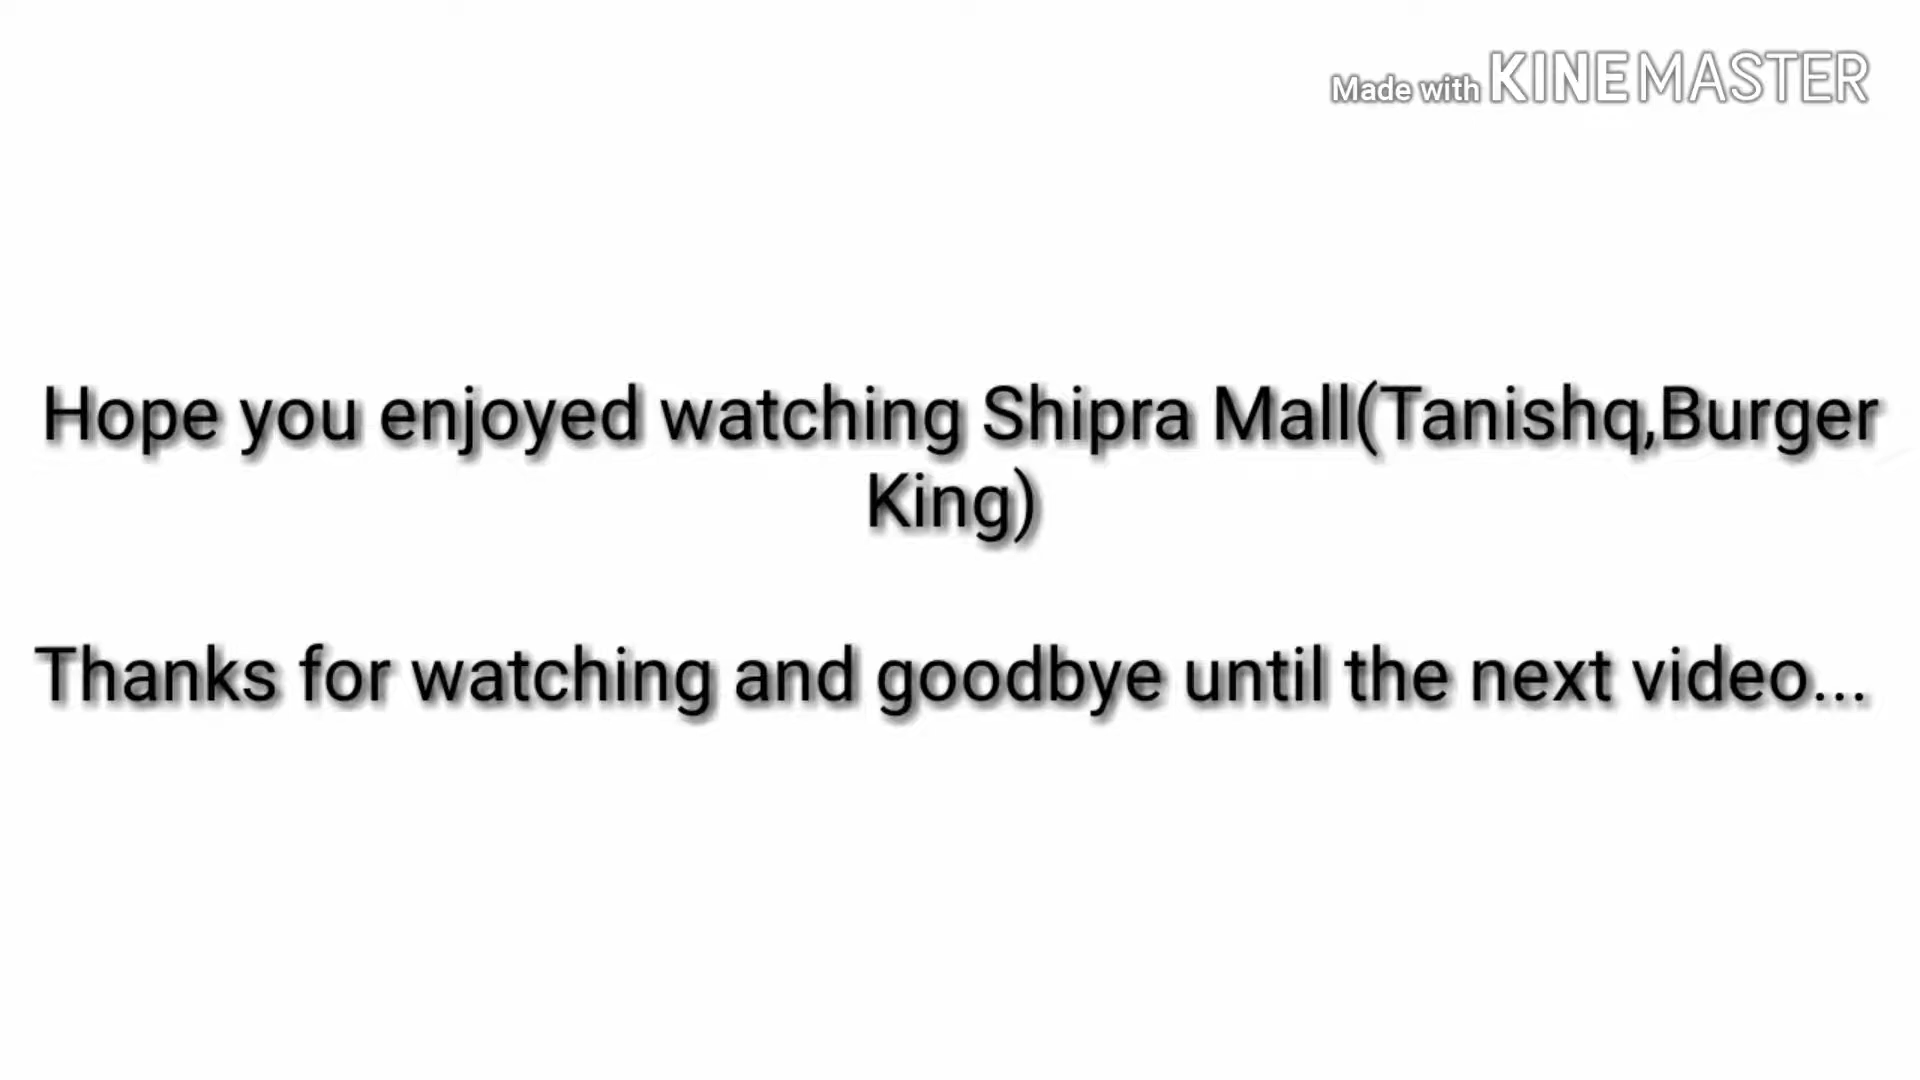 Made with KINEMASTER
Hope you enjoyed watching Shipra Mall(Tanishq,Burger
King)
Thanks for watching and goodbye until the next video...